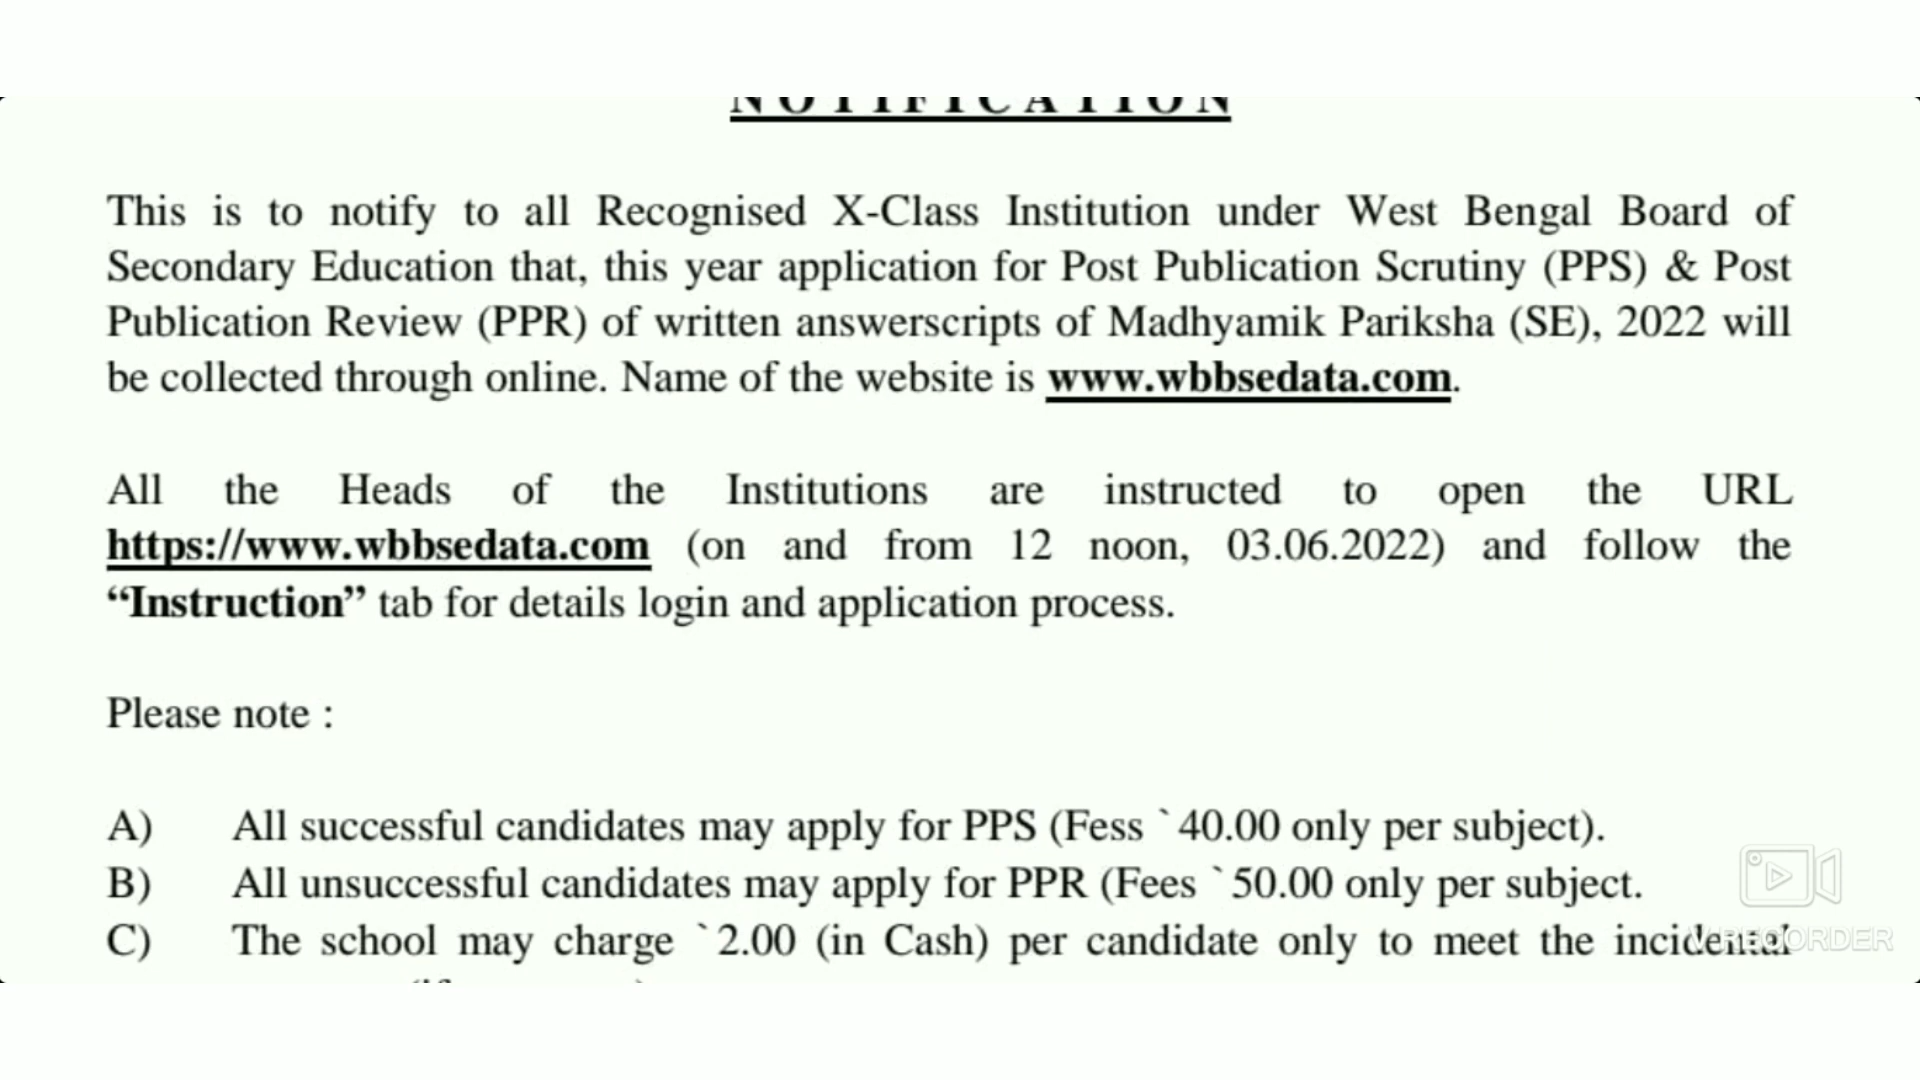 NOTIFICATION
This is to notify to all Recognised X-Class Institution under West Bengal Board of
Secondary Education that, this year application for Post Publication Scrutiny (PPS) & Post
Publication Review (PPR) of written answerscripts of Madhyamik Pariksha (SE), 2022 will
be collected through online. Name of the website is www.wbbsedata.com.
All the Heads of the Institutions are instructed to open the URL
https://www.wbbsedata.com (on and from 12 noon, 03.06.2022) and follow the
“Instruction” tab for details login and application process.
Please note :
A) All successful candidates may apply for PPS (Fess `40.00 only per subject).
B) All unsuccessful candidates may apply for PPR (Fees `50.00 only per subject.
C) The school may charge `2.00 (in Cash) per candidate only to meet the incidental
V RECORDER